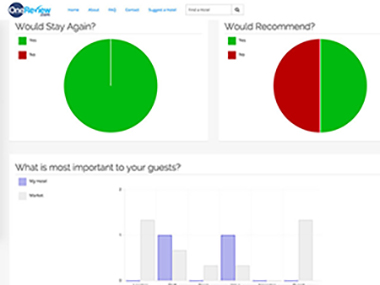 OneReview
.com
Home About FAQ Contact Suggest a Hotel Find a Hotel
Would Stay Again?
Yes
No
Would Recommend?
Yes
No
What is most important to your guests?
My Hotel
Market
2
1
0